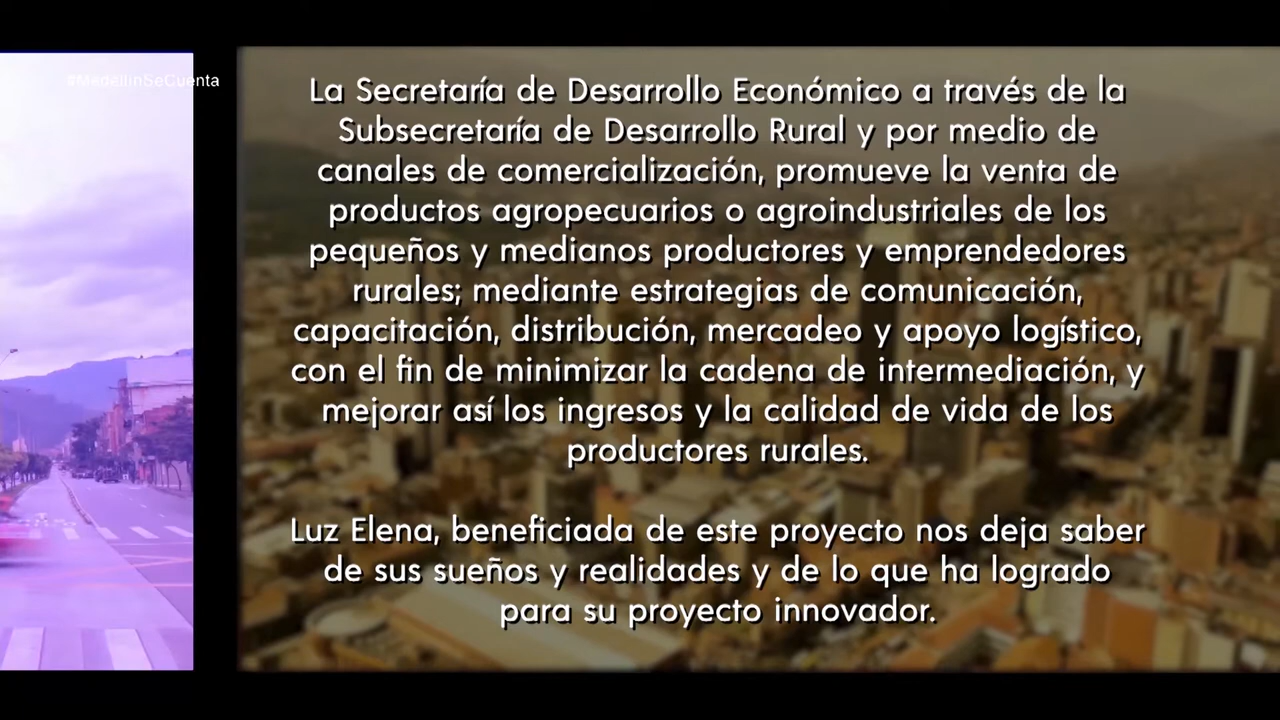 #MedellínSeCuenta
La Secretaría de Desarrollo Económico a través de la
Subsecretaría de Desarrollo Rural y por medio de
canales de comercialización, promueve la venta de
productos agropecuarios o agroindustriales de los
pequeños y medianos productores y emprendedores
rurales; mediante estrategias de comunicación,
capacitación, distribución, mercadeo y apoyo logístico,
con el fin de minimizar la cadena de intermediación, y
mejorar así los ingresos y la calidad de vida de los
productores rurales.
Luz Elena, beneficiada de este proyecto nos deja saber
de sus sueños y realidades y de lo que ha logrado
para su proyecto innovador.